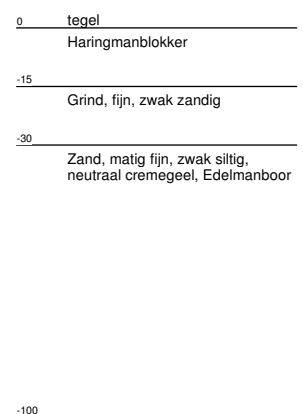 0 tegel
Haringmanblokker
-15
Grind, fijn, zwak zandig
-30
Zand, matig fijn, zwak siltig,
neutraal cremegeel, Edelmanboor
-100